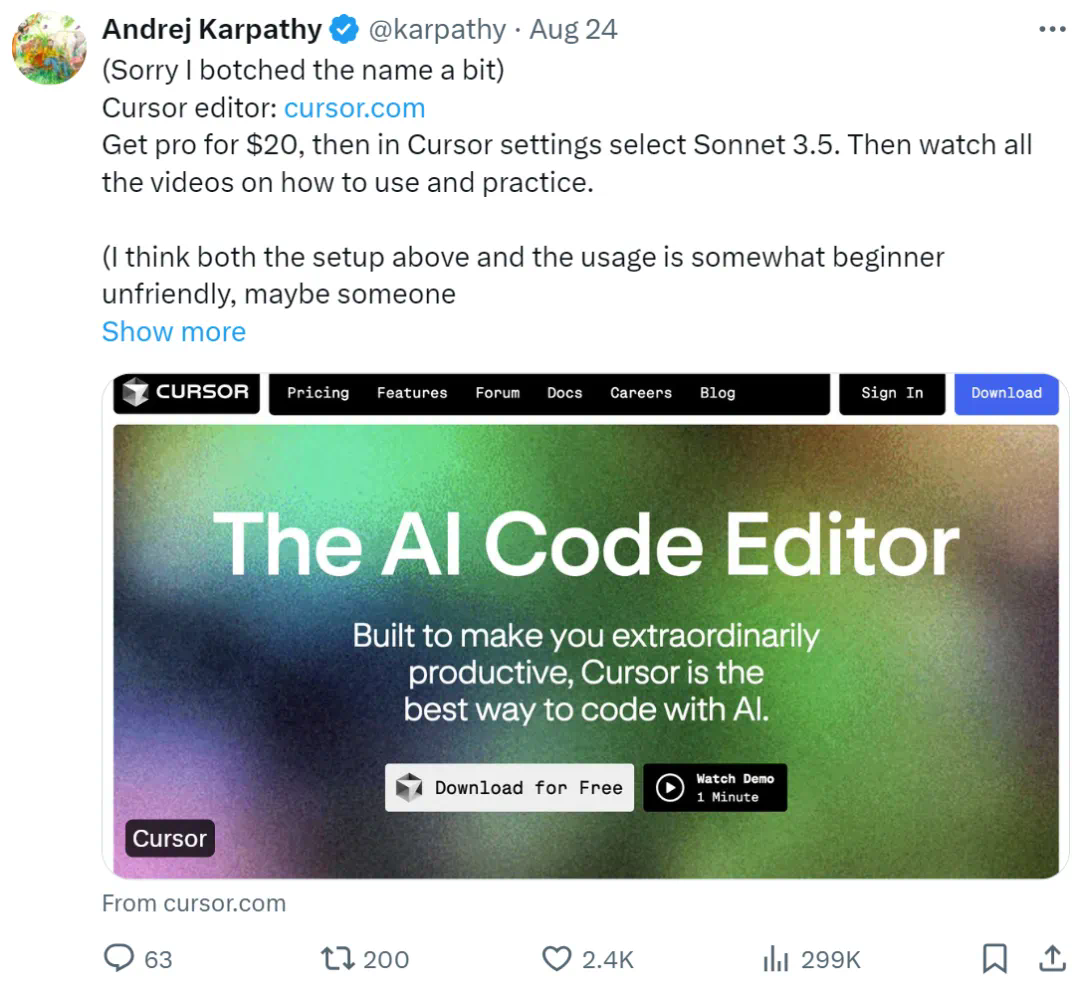 Andrej Karpathy @karpathy · Aug 24
(Sorry I botched the name a bit)
Cursor editor: cursor.com
Get pro for $20, then in Cursor settings select Sonnet 3.5. Then watch all
the videos on how to use and practice.
(I think both the setup above and the usage is somewhat beginner
unfriendly, maybe someone
Show more
CURSOR Pricing Features Forum Docs Careers Blog Sign In Download
The AI Code Editor
Built to make you extraordinarily
productive, Cursor is the
best way to code with AI.
Download for Free
Watch Demo
1 Minute
Cursor
From cursor.com
63 200 2.4K 299K